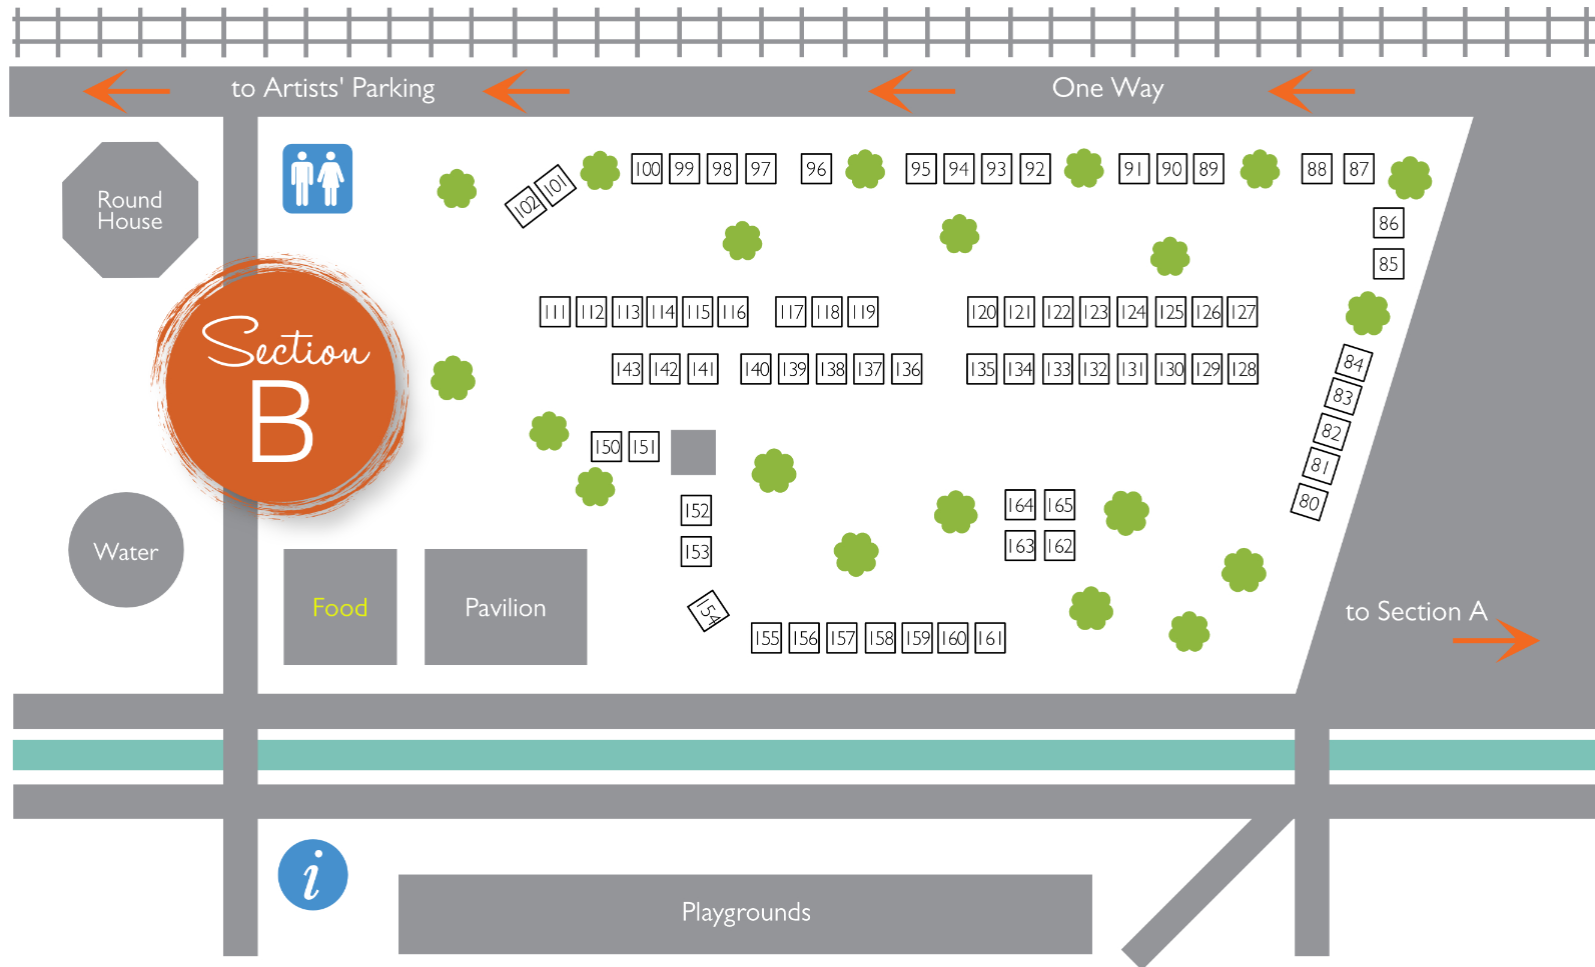 to Artists' Parking
One Way
Round
House
102 101 100 99 98 97 96 95 94 93 92 91 90 89 88 87
86
85
Section
B
111 112 113 114 115 116 117 118 119 120 121 122 123 124 125 126 127
143 142 141 140 139 138 137 136 135 134 133 132 131 130 129 128
84
83
82
81
80
150 151
152
153
154
164 165
163 162
Water
Food
Pavilion
155 156 157 158 159 160 161
to Section A
i
Playgrounds